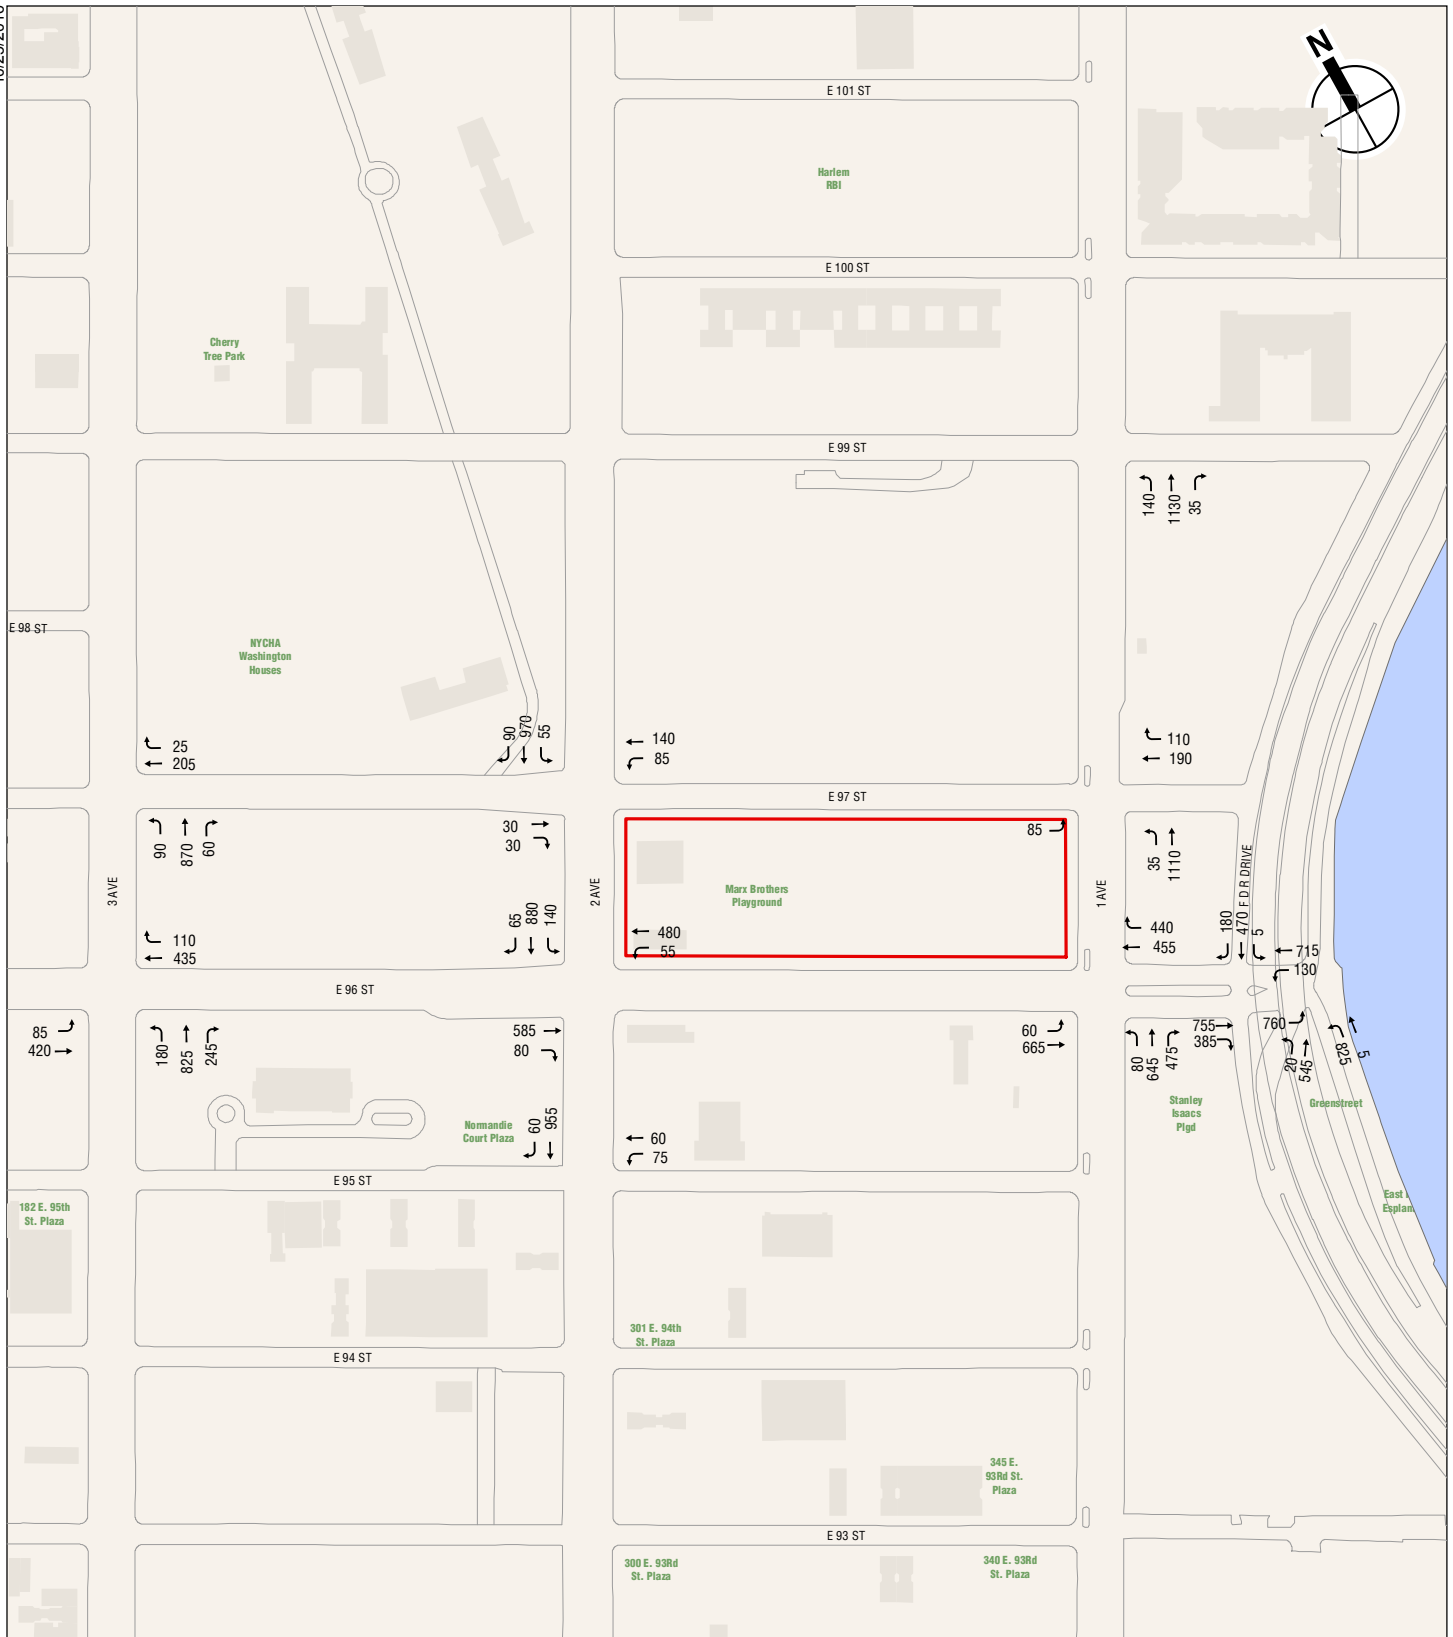 N
E 101 ST
Harlem
RBI
E 100 ST
Cherry
Tree Park
E 99 ST
140
1130
35
E 98 ST
NYCHA
Washington
Houses
90
970
55
25
205
140
85
110
190
E 97 ST
90
870
60
30
30
85
35
1110
3 AVE
2 AVE
Marx Brothers
Playground
1 AVE
F D R DRIVE
65
880
140
110
435
480
55
440
455
180
470
5
715
130
E 96 ST
85
420
180
825
245
585
80
60
665
80
645
475
755
385
760
20
545
825
5
Stanley
Isaacs
Plgd
Greenstreet
Normandie
Court Plaza
60
955
60
75
E 95 ST
182 E. 95th
St. Plaza
East
Esplan
301 E. 94th
St. Plaza
E 94 ST
345 E.
93Rd St.
Plaza
E 93 ST
300 E. 93Rd
St. Plaza
340 E. 93Rd
St. Plaza